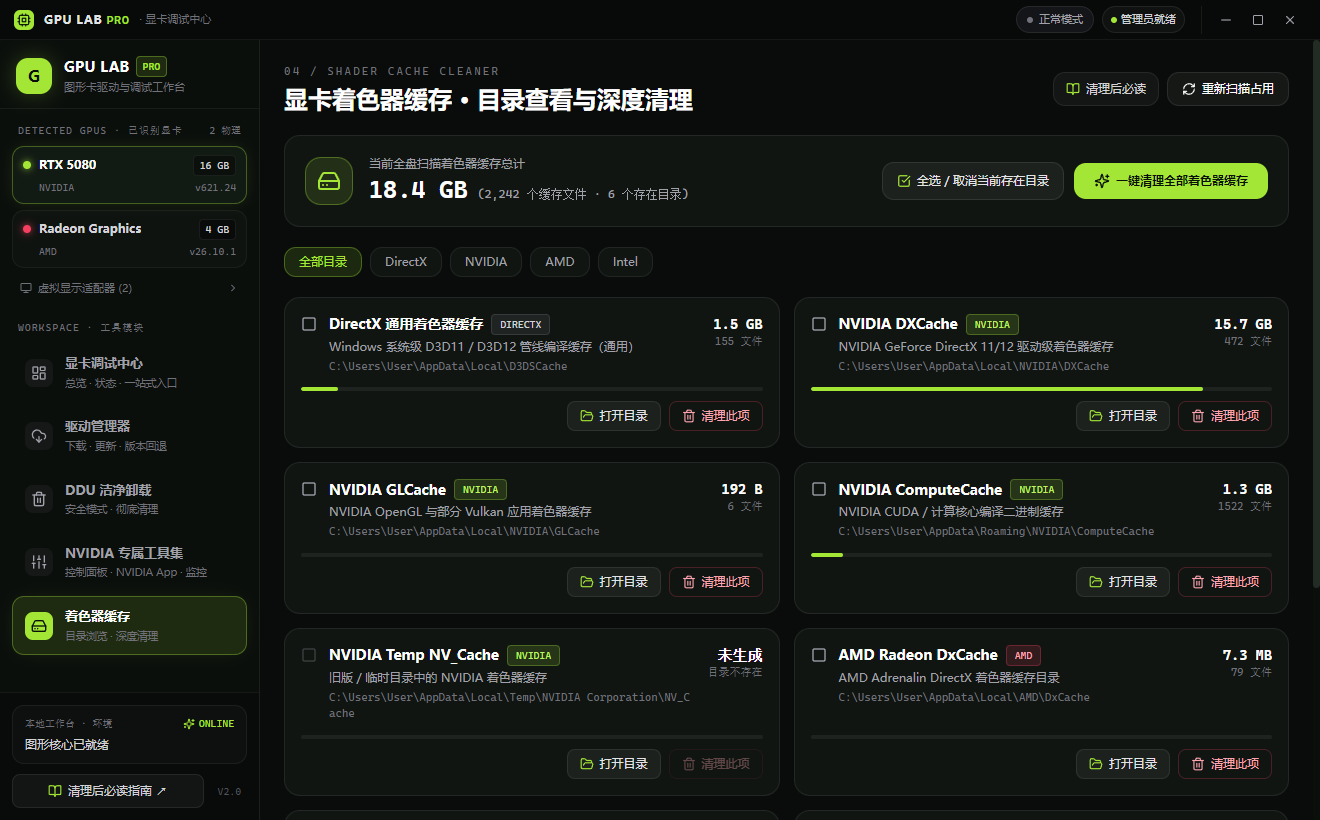 GPU LAB PRO · 显卡调试中心
正常模式
管理员就绪
G
GPU LAB PRO
图形卡驱动与调试工作台
DETECTED GPUS · 已识别显卡 2 物理
RTX 5080 16 GB
NVIDIA v621.24
Radeon Graphics 4 GB
AMD v26.10.1
虚拟显示适配器 (2)
WORKSPACE · 工具模块
显卡调试中心
总览 · 状态 · 一站式入口
驱动管理器
下载 · 更新 · 版本回退
DDU 洁净卸载
安全模式 · 彻底清理
NVIDIA 专属工具集
控制面板 · NVIDIA App · 监控
着色器缓存
目录浏览 · 深度清理
本地工作台 · 环境 ONLINE
图形核心已就绪
清理后必读指南 ↗ V2.0
04 / SHADER CACHE CLEANER
显卡着色器缓存 • 目录查看与深度清理
清理后必读
重新扫描占用
当前全盘扫描着色器缓存总计
18.4 GB (2,242 个缓存文件 · 6 个存在目录)
全选 / 取消当前存在目录
一键清理全部着色器缓存
全部目录 DirectX NVIDIA AMD Intel
DirectX 通用着色器缓存 DIRECTX 1.5 GB
Windows 系统级 D3D11 / D3D12 管线编译缓存（通用） 155 文件
C:\Users\User\AppData\Local\D3DSCache
打开目录 清理此项
NVIDIA DXCache NVIDIA 15.7 GB
NVIDIA GeForce DirectX 11/12 驱动级着色器缓存 472 文件
C:\Users\User\AppData\Local\NVIDIA\DXCache
打开目录 清理此项
NVIDIA GLCache NVIDIA 192 B
NVIDIA OpenGL 与部分 Vulkan 应用着色器缓存 6 文件
C:\Users\User\AppData\Local\NVIDIA\GLCache
打开目录 清理此项
NVIDIA ComputeCache NVIDIA 1.3 GB
NVIDIA CUDA / 计算核心编译二进制缓存 1522 文件
C:\Users\User\AppData\Roaming\NVIDIA\ComputeCache
打开目录 清理此项
NVIDIA Temp NV_Cache NVIDIA 未生成
旧版 / 临时目录中的 NVIDIA 着色器缓存 目录不存在
C:\Users\User\AppData\Local\Temp\NVIDIA Corporation\NV_C
ache
打开目录 清理此项
AMD Radeon DxCache AMD 7.3 MB
AMD Adrenalin DirectX 着色器缓存目录 79 文件
C:\Users\User\AppData\Local\AMD\DxCache
打开目录 清理此项